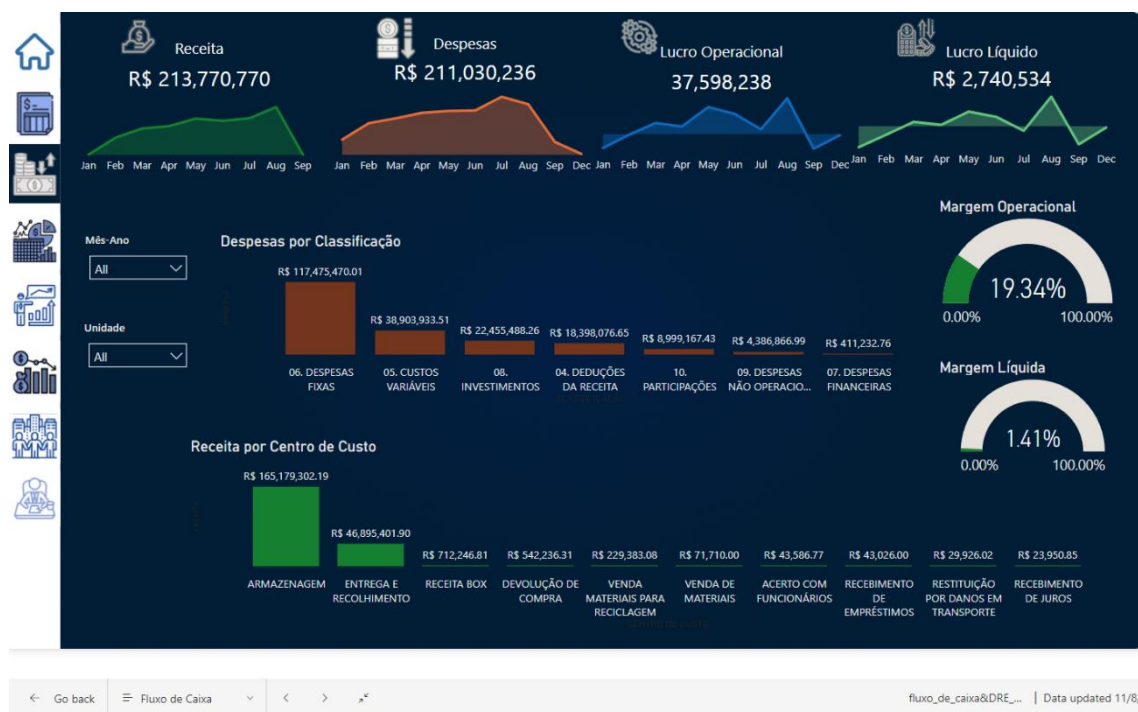 Receita
R$ 213,770,770
Jan Feb Mar Apr May Jun Jul Aug Sep
Despesas
R$ 211,030,236
Jan Feb Mar Apr May Jun Jul Aug Sep Dec
Lucro Operacional
37,598,238
Jan Feb Mar Apr May Jun Jul Aug Sep Dec
Lucro Líquido
R$ 2,740,534
Jan Feb Mar Apr May Jun Jul Aug Sep Dec
Mês-Ano
All
Unidade
All
Despesas por Classificação
R$ 117,475,470.01
R$ 38,903,933.51
R$ 22,455,488.26
R$ 18,398,076.65
R$ 8,999,167.43
R$ 4,386,866.99
R$ 411,232.76
06. DESPESAS
FIXAS
05. CUSTOS
VARIÁVEIS
08.
INVESTIMENTOS
04. DEDUÇÕES
DA RECEITA
10.
PARTICIPAÇÕES
09. DESPESAS
NÃO OPERACIO...
07. DESPESAS
FINANCEIRAS
Margem Operacional
19.34%
0.00% 100.00%
Margem Líquida
1.41%
0.00% 100.00%
Receita por Centro de Custo
R$ 165,179,302.19
R$ 46,895,401.90
R$ 712,246.81
R$ 542,236.31
R$ 229,383.08
R$ 71,710.00
R$ 43,586.77
R$ 43,026.00
R$ 29,926.02
R$ 23,950.85
ARMAZENAGEM
ENTREGA E
RECOLHIMENTO
RECEITA BOX
DEVOLUÇÃO DE
COMPRA
VENDA
MATERIAIS PARA
RECICLAGEM
VENDA DE
MATERIAIS
ACERTO COM
FUNCIONÁRIOS
RECEBIMENTO
DE
EMPRÉSTIMOS
RESTITUIÇÃO
POR DANOS EM
TRANSPORTE
RECEBIMENTO
DE JUROS
Go back
Fluxo de Caixa
fluxo_de_caixa&DRE_... | Data updated 11/8/